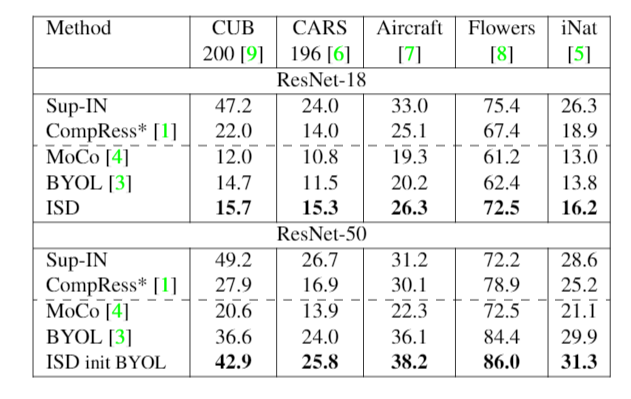 Method CUB CARS Aircraft Flowers iNat
200 [9] 196 [6] [7] [8] [5]
ResNet-18
Sup-IN 47.2 24.0 33.0 75.4 26.3
CompRess* [1] 22.0 14.0 25.1 67.4 18.9
MoCo [4] 12.0 10.8 19.3 61.2 13.0
BYOL [3] 14.7 11.5 20.2 62.4 13.8
ISD 15.7 15.3 26.3 72.5 16.2
ResNet-50
Sup-IN 49.2 26.7 31.2 72.2 28.6
CompRess* [1] 27.9 16.9 30.1 78.9 25.2
MoCo [4] 20.6 13.9 22.3 72.5 21.1
BYOL [3] 36.6 24.0 36.1 84.4 29.9
ISD init BYOL 42.9 25.8 38.2 86.0 31.3